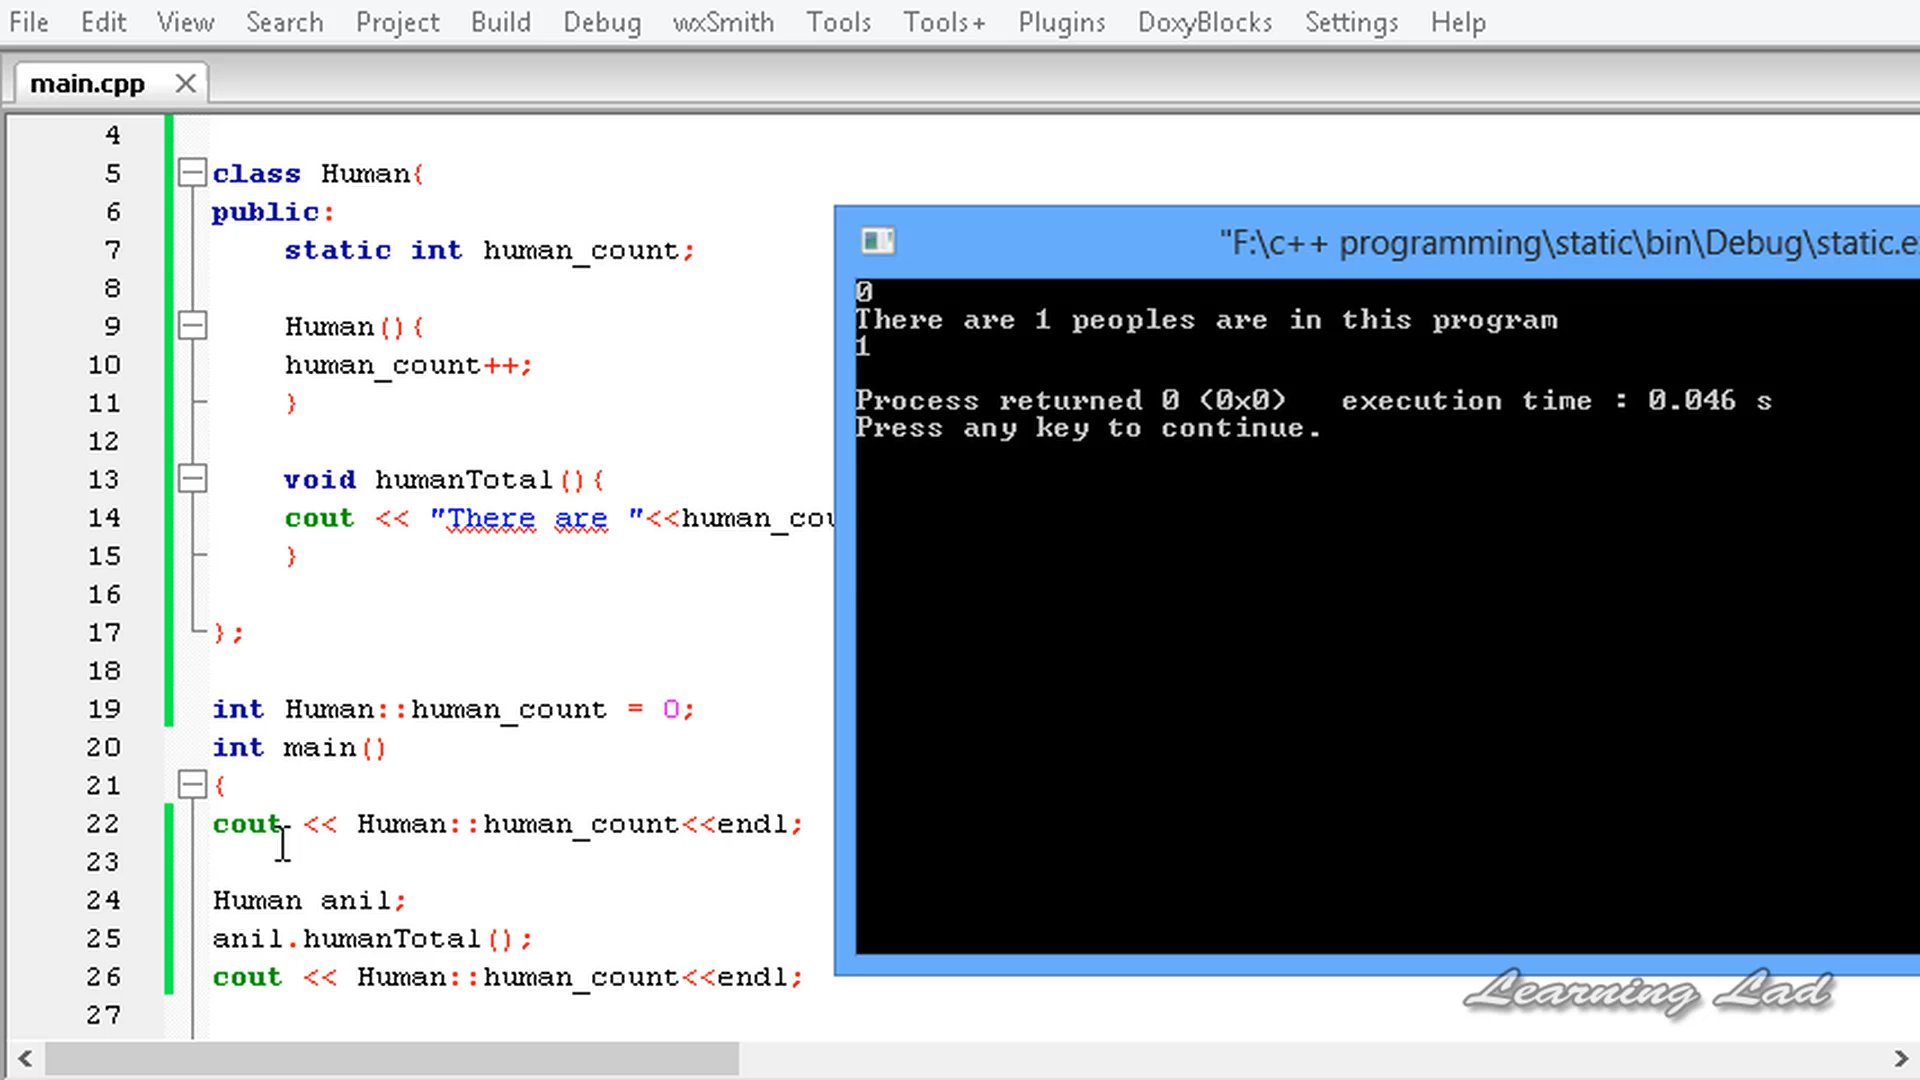 File Edit View Search Project Build Debug wxSmith Tools Tools+ Plugins DoxyBlocks Settings Help
main.cpp
4
5 class Human{
6 public:
7 static int human_count;
8
9 Human(){
10 human_count++;
11 }
12
13 void humanTotal(){
14 cout << "There are "<<human_cou
15 }
16
17 };
18
19 int Human::human_count = 0;
20 int main()
21 {
22 cout << Human::human_count<<endl;
23
24 Human anil;
25 anil.humanTotal();
26 cout << Human::human_count<<endl;
27
"F:\c++ programming\static\bin\Debug\static.e
0
There are 1 peoples are in this program
1
Process returned 0 (0x0) execution time : 0.046 s
Press any key to continue.
Learning Lad